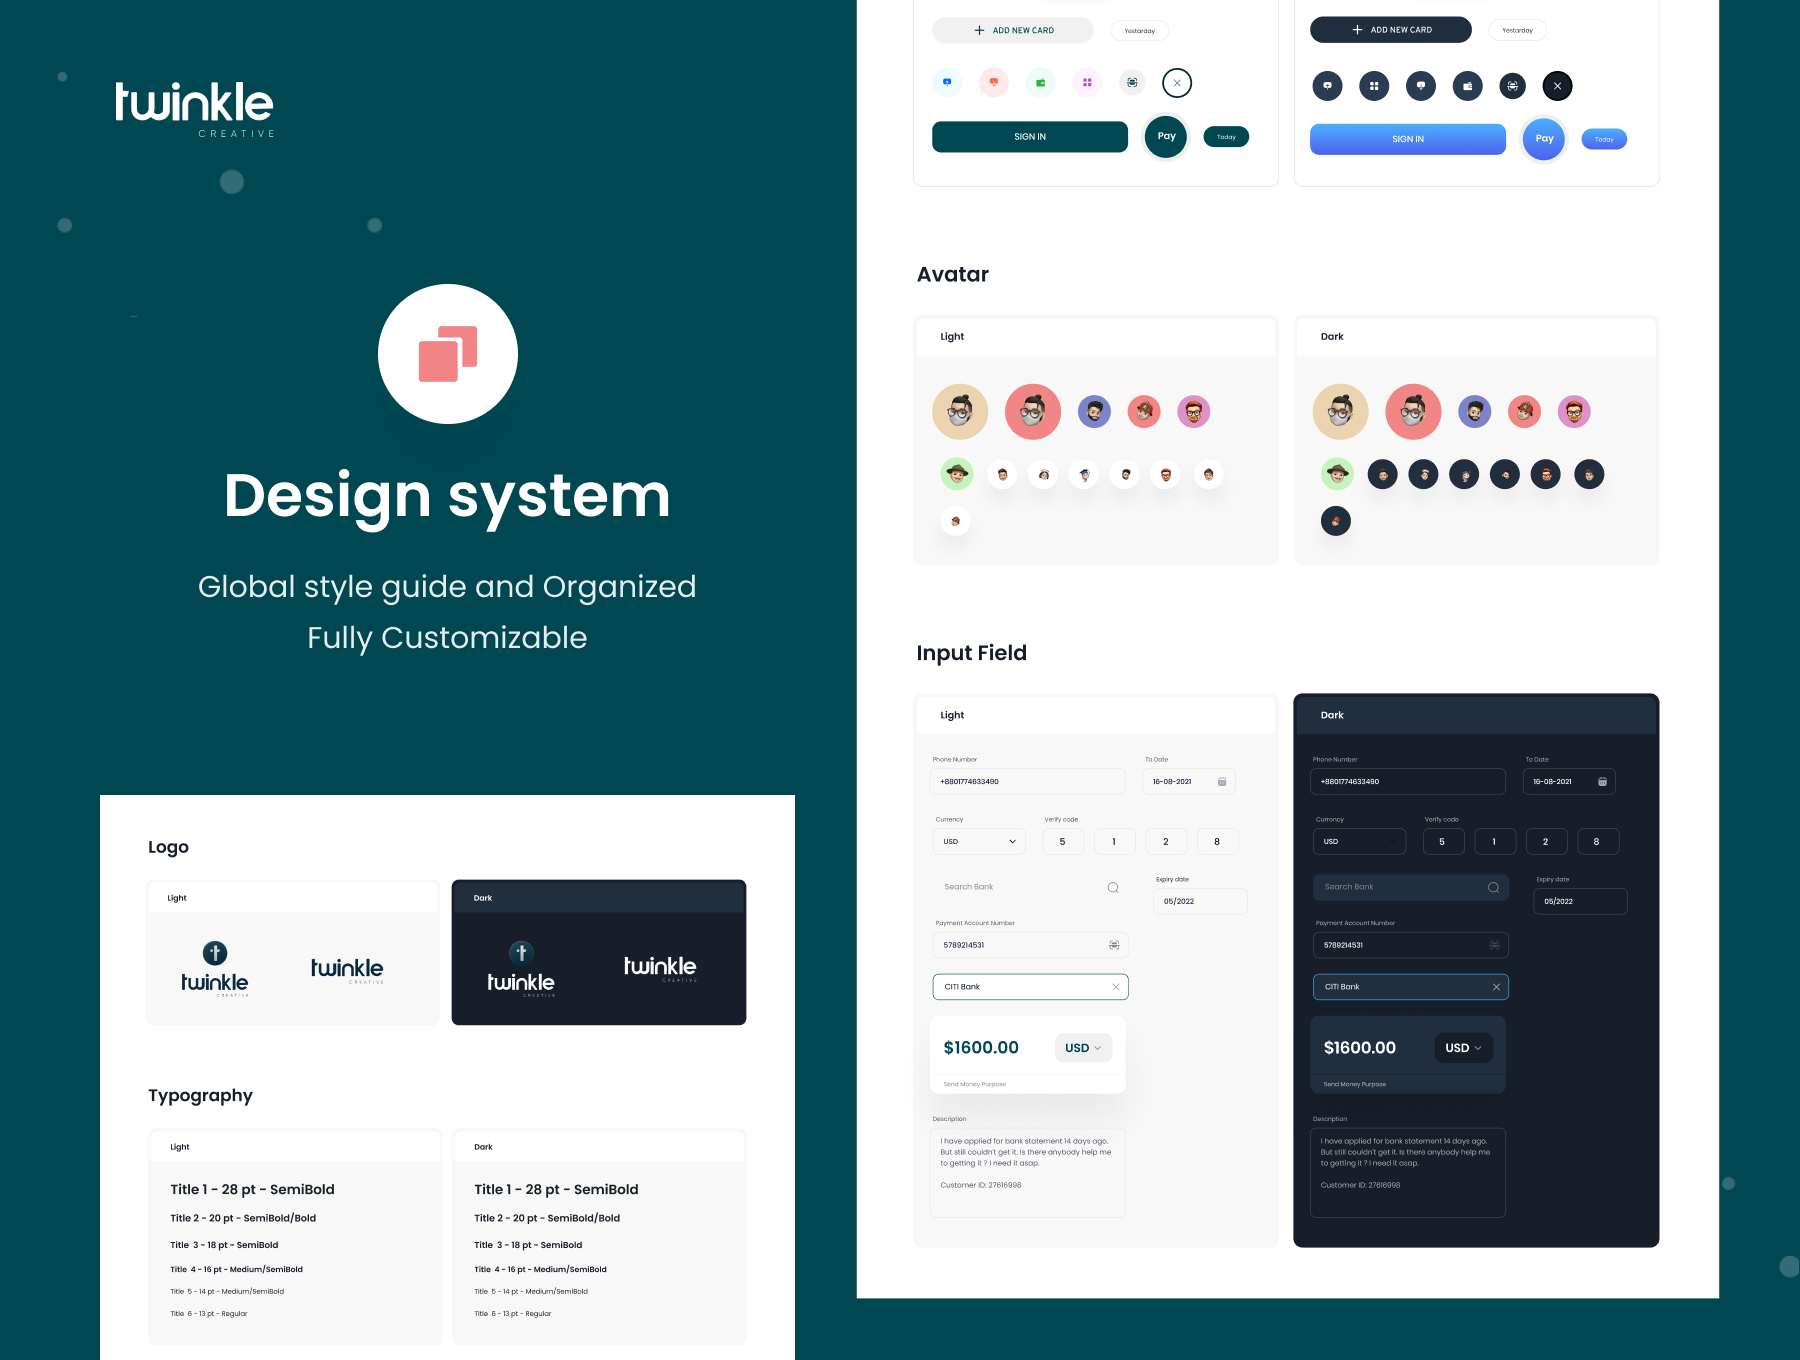 twinkle
CREATIVE
Design system
Global style guide and Organized
Fully Customizable
Logo
Light
Dark
twinkle
CREATIVE
twinkle
CREATIVE
twinkle
CREATIVE
twinkle
CREATIVE
Typography
Light
Title 1 - 28 pt - SemiBold
Title 2 - 20 pt - SemiBold/Bold
Title 3 - 18 pt - SemiBold
Title 4 - 16 pt - Medium/SemiBold
Title 5 - 14 pt - Medium/SemiBold
Title 6 - 13 pt - Regular
Dark
Title 1 - 28 pt - SemiBold
Title 2 - 20 pt - SemiBold/Bold
Title 3 - 18 pt - SemiBold
Title 4 - 16 pt - Medium/SemiBold
Title 5 - 14 pt - Medium/SemiBold
Title 6 - 13 pt - Regular
ADD NEW CARD
Yestarday
SIGN IN
Pay
Today
ADD NEW CARD
Yestarday
SIGN IN
Pay
Today
Avatar
Light
Dark
Input Field
Light
Phone Number
To Date
+8801774633490
16-08-2021
Currency
Verify code
USD
5 1 2 8
Search Bank
Expiry date
05/2022
Payment Account Number
5789214531
CITI Bank
$1600.00
USD
Send Money Purpose
Description
I have applied for bank statement 14 days ago.
But still couldn't get it. Is there anybody help me
to getting it ? I need it asap.
Customer ID: 27616998
Dark
Phone Number
To Date
+8801774633490
16-08-2021
Currency
Verify code
USD
5 1 2 8
Search Bank
Expiry date
05/2022
Payment Account Number
5789214531
CITI Bank
$1600.00
USD
Send Money Purpose
Description
I have applied for bank statement 14 days ago.
But still couldn't get it. Is there anybody help me
to getting it ? I need it asap.
Customer ID: 27616998